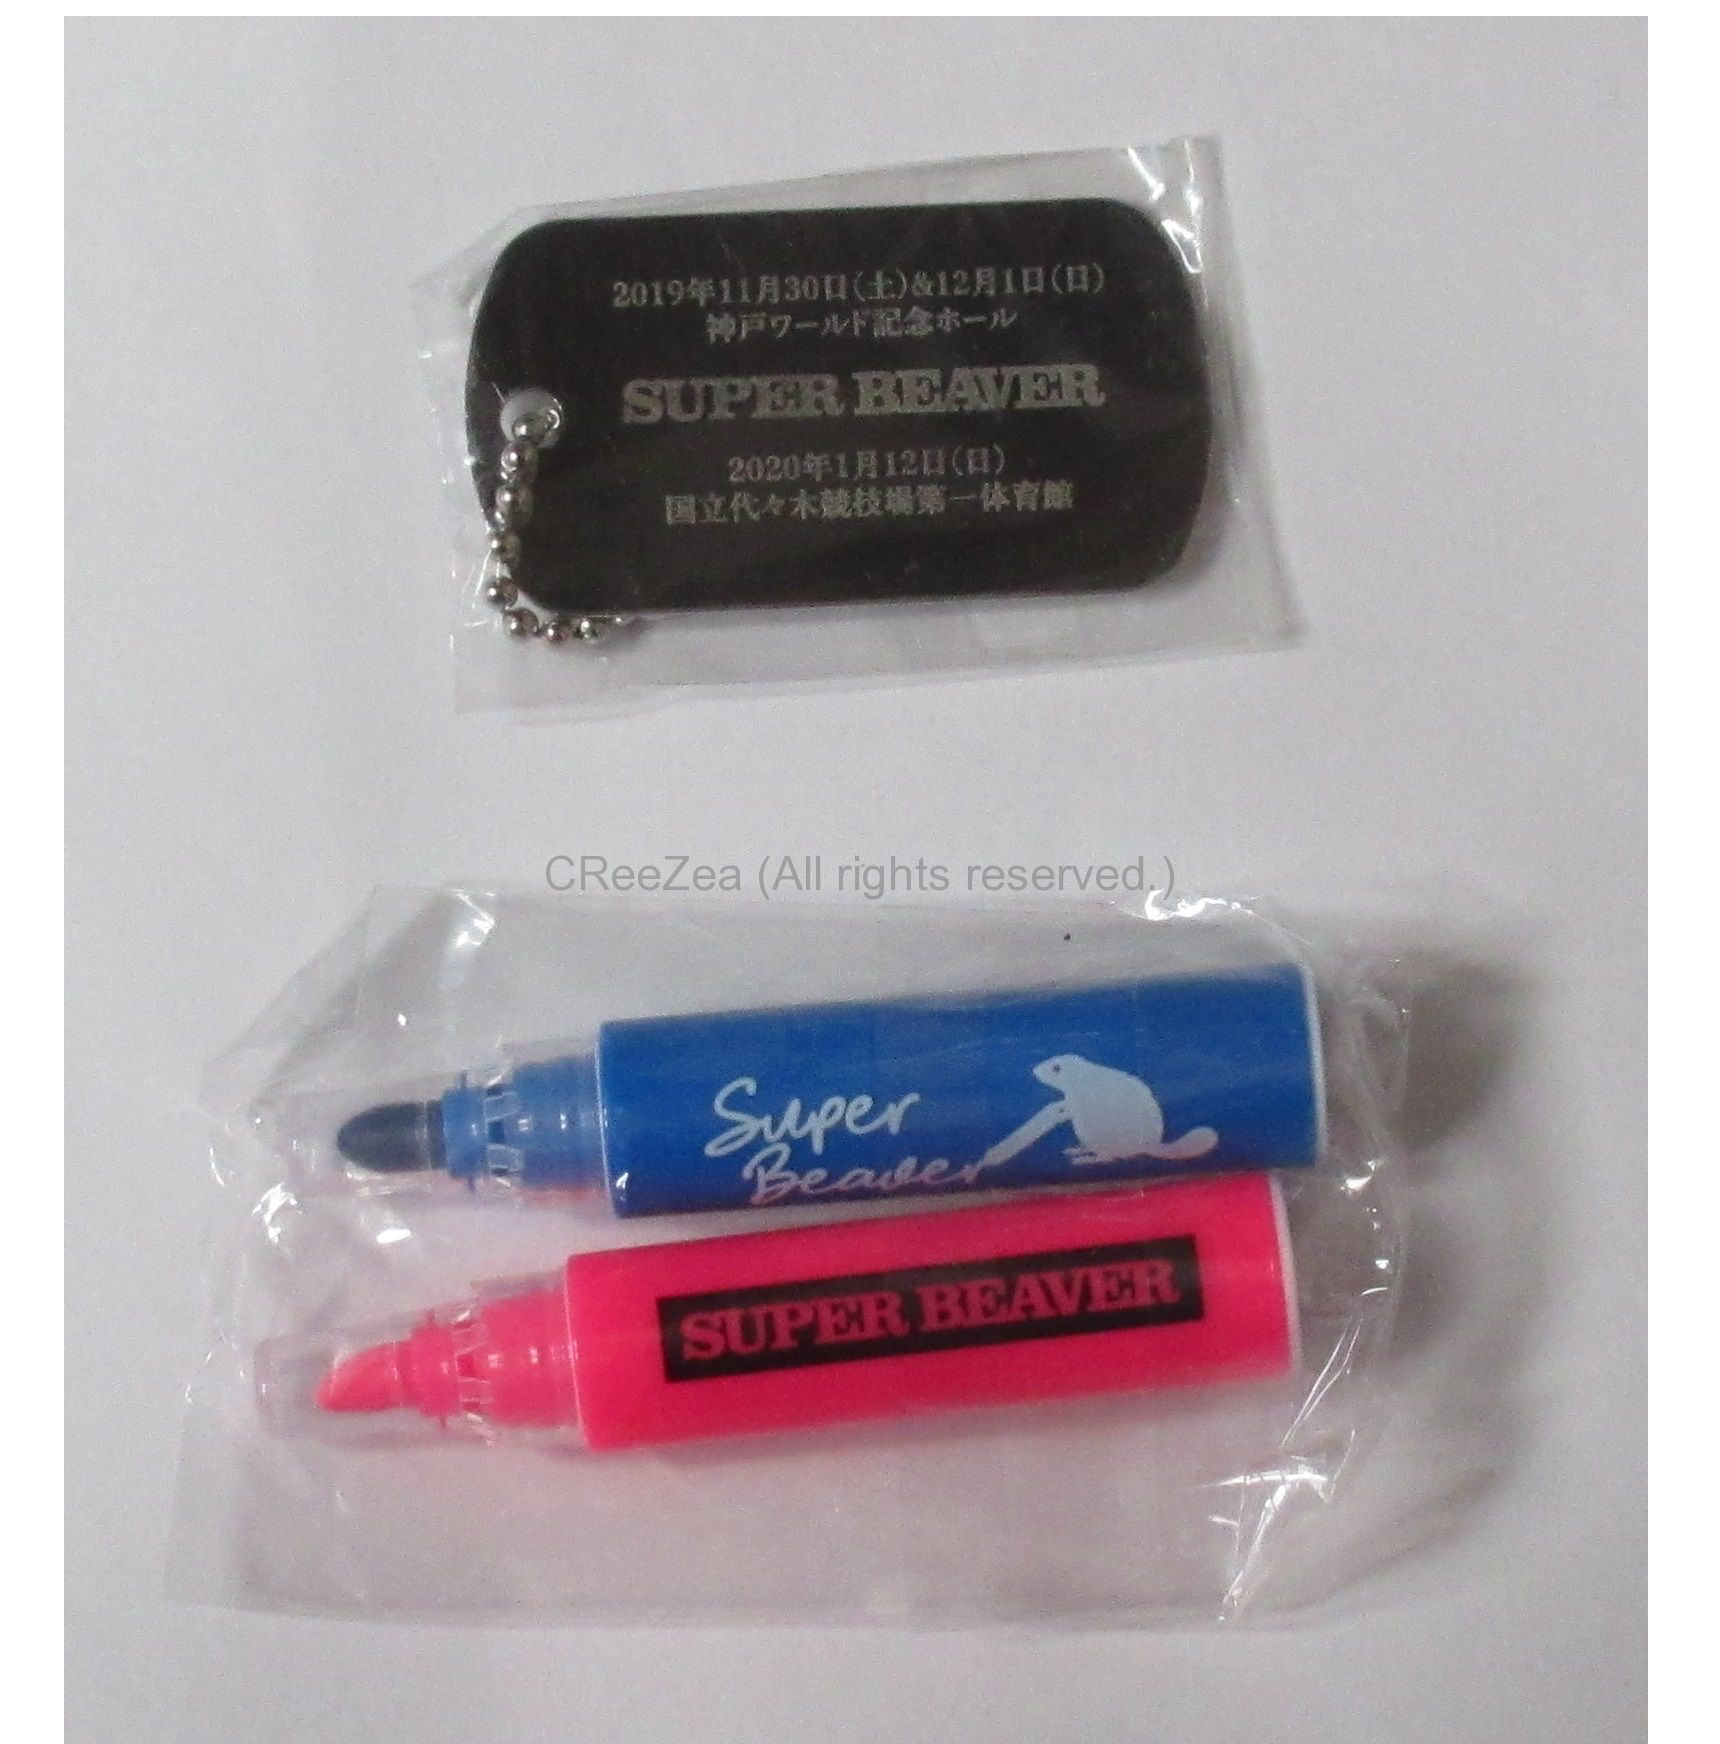 2019年11月30日(土)&12月1日(日)
神戸ワールド記念ホール
SUPER BEAVER
2020年1月12日(日)
国立代々木競技場第一体育館
CReeZea (All rights reserved.)
Super
Beaver
SUPER BEAVER